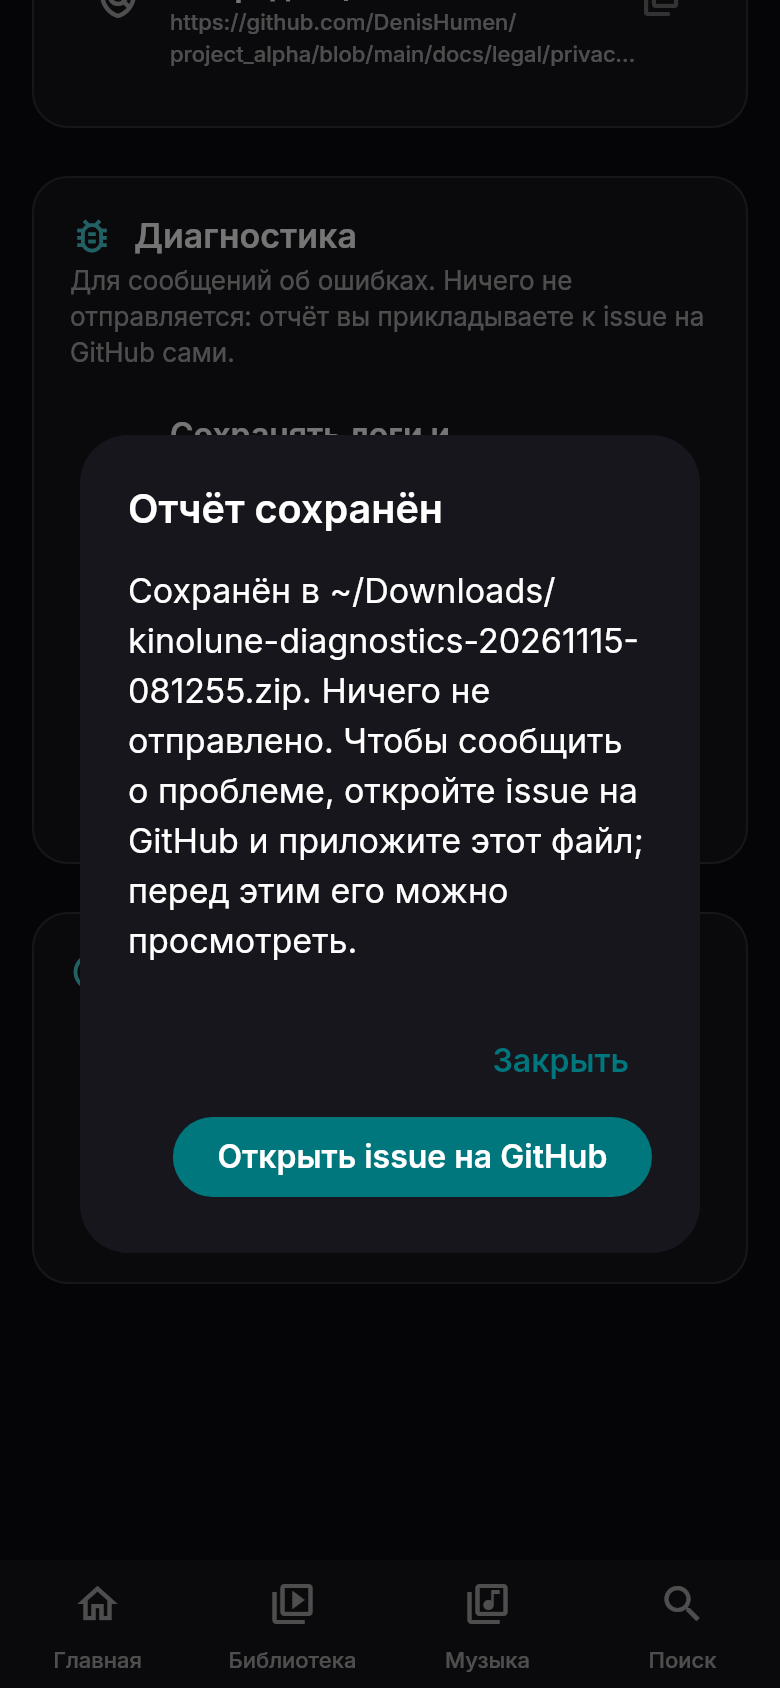 https://github.com/DenisHumen/
project_alpha/blob/main/docs/legal/privac...
Диагностика
Для сообщений об ошибках. Ничего не
отправляется: отчёт вы прикладываете к issue на
GitHub сами.
Сохранять логи и
Отчёт сохранён
Сохранён в ~/Downloads/
kinolune-diagnostics-20261115-
081255.zip. Ничего не
отправлено. Чтобы сообщить
о проблеме, откройте issue на
GitHub и приложите этот файл;
перед этим его можно
просмотреть.
Закрыть
Открыть issue на GitHub
Главная
Библиотека
Музыка
Поиск